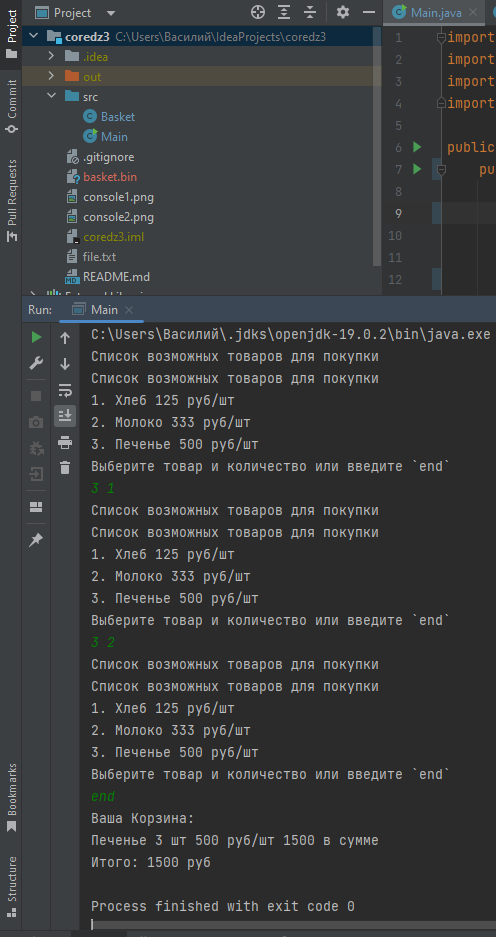 Project
Main.java
coredz3 C:\Users\Василий\IdeaProjects\coredz3
.idea
out
src
Basket
Main
.gitignore
basket.bin
console1.png
console2.png
coredz3.iml
file.txt
README.md
1 import
2 import
3 import
4 import
5
6 public
7 pu
8
9
10
11
12
Project
Commit
Pull Requests
Bookmarks
Structure
Run: Main
C:\Users\Василий\.jdks\openjdk-19.0.2\bin\java.exe
Список возможных товаров для покупки
Список возможных товаров для покупки
1. Хлеб 125 руб/шт
2. Молоко 333 руб/шт
3. Печенье 500 руб/шт
Выберите товар и количество или введите `end`
3 1
Список возможных товаров для покупки
Список возможных товаров для покупки
1. Хлеб 125 руб/шт
2. Молоко 333 руб/шт
3. Печенье 500 руб/шт
Выберите товар и количество или введите `end`
3 2
Список возможных товаров для покупки
Список возможных товаров для покупки
1. Хлеб 125 руб/шт
2. Молоко 333 руб/шт
3. Печенье 500 руб/шт
Выберите товар и количество или введите `end`
end
Ваша Корзина:
Печенье 3 шт 500 руб/шт 1500 в сумме
Итого: 1500 руб
Process finished with exit code 0